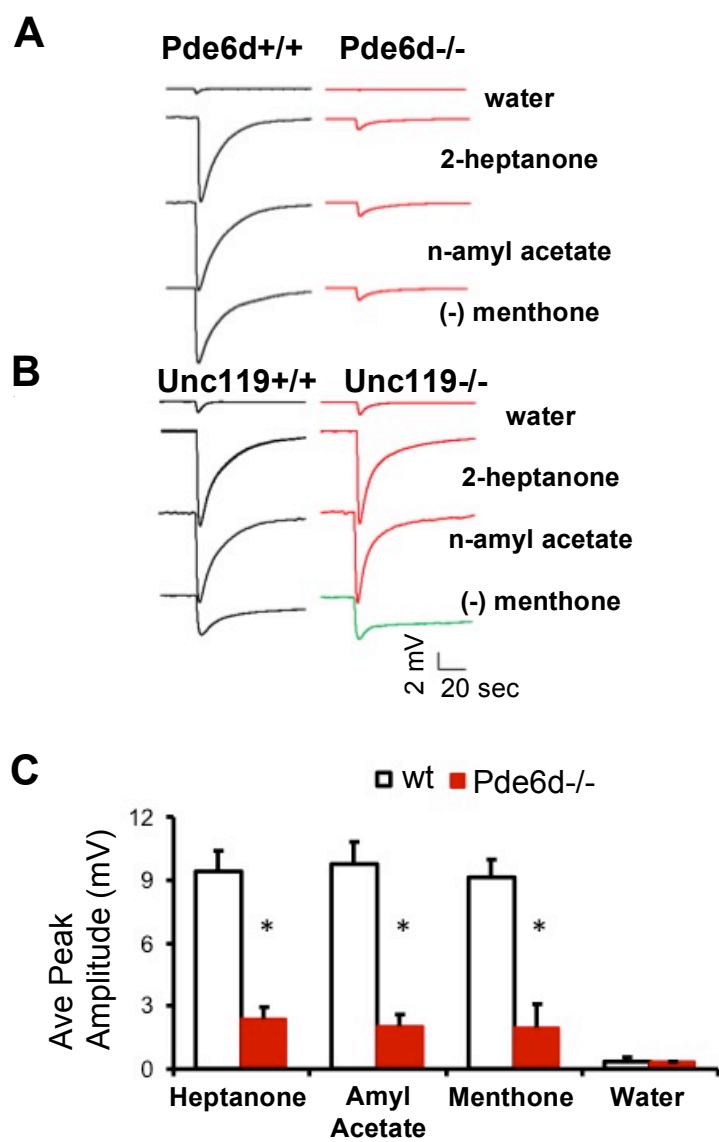 A
Pde6d+/+ Pde6d-/-
water
2-heptanone
n-amyl acetate
(-) menthone
B
Unc119+/+ Unc119-/-
water
2-heptanone
n-amyl acetate
(-) menthone
2 mV
20 sec
C
wt Pde6d-/-
Ave Peak
Amplitude (mV)
12
9
6
3
0
* * *
Heptanone Amyl Acetate Menthone Water